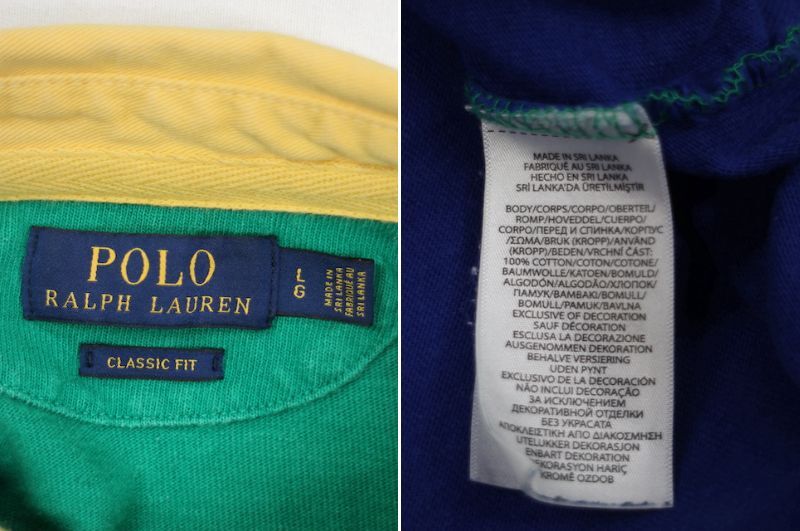 POLO
RALPH LAUREN
L
G
MADE IN
SRI LANKA
FABRIQUÉ AU
SRI LANKA
CLASSIC FIT
MADE IN SRI LANKA
FABRIQUÉ AU SRI LANKA
HECHO EN SRI LANKA
SRİ LANKA'DA ÜRETİLMİŞTİR
BODY/CORPS/CORPO/OBERTEIL/
ROMP/HOVEDDEL/CUERPO/
CORPO/ПЕРЕД И СПИНКА/КОРПУС
/ΣΩΜΑ/BRUK (KROPP)/ANVÄND
(KROPP)/BEDEN/VRCHNÍ ČÁST:
100% COTTON/COTON/COTONE/
BAUMWOLLE/KATOEN/BOMULD/
ALGODÓN/ALGODÃO/ХЛОПОК/
ПАМУК/ΒΑΜΒΑΚΙ/BOMULL/
BOMULL/PAMUK/BAVLNA
EXCLUSIVE OF DECORATION
SAUF DÉCORATION
ESCLUSA LA DECORAZIONE
AUSGENOMMEN DEKORATION
BEHALVE VERSIERING
UDEN PYNT
EXCLUSIVO DE LA DECORACIÓN
NÃO INCLUI DECORAÇÃO
ЗА ИСКЛЮЧЕНИЕМ
ДЕКОРАТИВНОЙ ОТДЕЛКИ
БЕЗ УКРАСАТА
ΑΠΟΚΛΕΙΣΤΙΚΗ ΑΠΟ ΔΙΑΚΟΣΜΗΣΗ
UTELUKKER DEKORASJON
ENBART DEKORATION
DEKORASYON HARİÇ
KROMĚ OZDOB